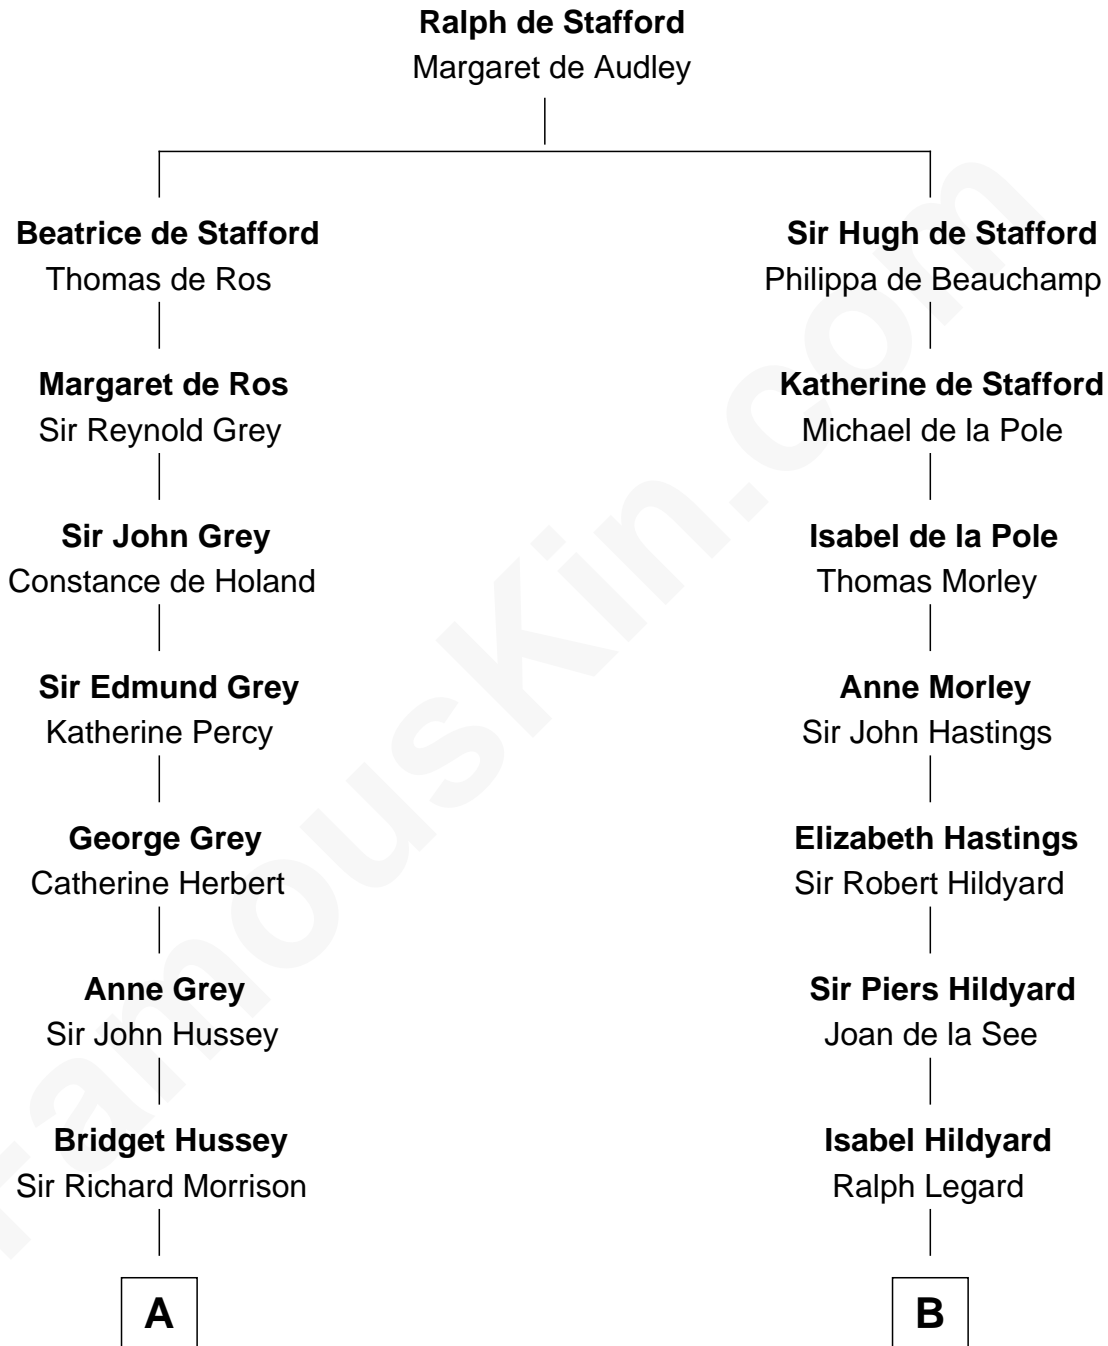 Ralph de Stafford
Margaret de Audley
Beatrice de Stafford
Thomas de Ros
Margaret de Ros
Sir Reynold Grey
Sir John Grey
Constance de Holand
Sir Edmund Grey
Katherine Percy
George Grey
Catherine Herbert
Anne Grey
Sir John Hussey
Bridget Hussey
Sir Richard Morrison
A
Sir Hugh de Stafford
Philippa de Beauchamp
Katherine de Stafford
Michael de la Pole
Isabel de la Pole
Thomas Morley
Anne Morley
Sir John Hastings
Elizabeth Hastings
Sir Robert Hildyard
Sir Piers Hildyard
Joan de la See
Isabel Hildyard
Ralph Legard
B
FamousKin.com